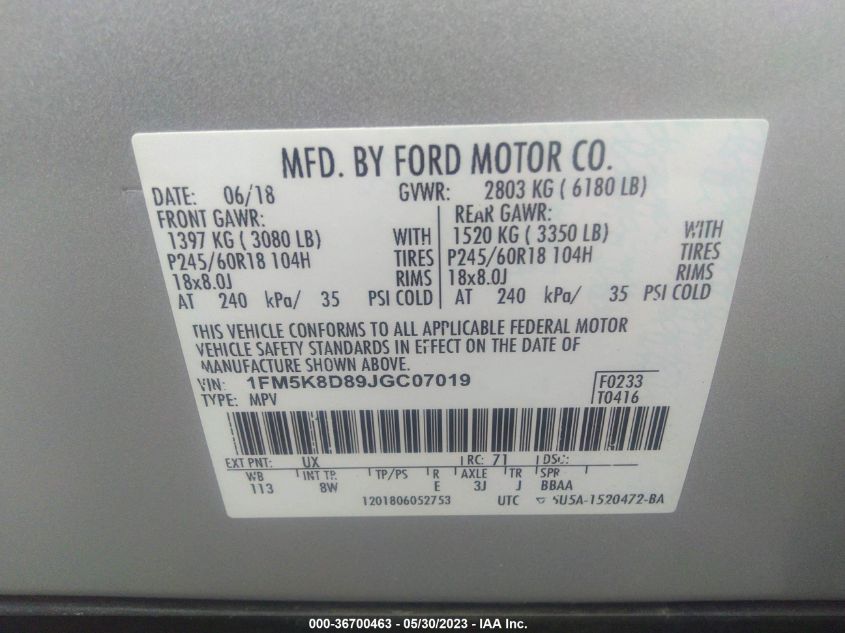 MFD. BY FORD MOTOR CO.
DATE: 06/18 GVWR: 2803 KG ( 6180 LB)
FRONT GAWR: REAR GAWR:
1397 KG ( 3080 LB) WITH 1520 KG ( 3350 LB) WITH
P245/60R18 104H TIRES P245/60R18 104H TIRES
18x8.0J RIMS 18x8.0J RIMS
AT 240 kPa/ 35 PSI COLD AT 240 kPa/ 35 PSI COLD
THIS VEHICLE CONFORMS TO ALL APPLICABLE FEDERAL MOTOR
VEHICLE SAFETY STANDARDS IN EFFECT ON THE DATE OF
MANUFACTURE SHOWN ABOVE.
VIN: 1FM5K8D89JGC07019 F0233
TYPE: MPV T0416
EXT PNT: UX RC: 71 DSO:
WB INT TR TP/PS R AXLE TR SPR
113 8W E 3J J BBAA
1201806052753 UTC 5U5A-1520472-BA
000-36700463 - 05/30/2023 - IAA Inc.